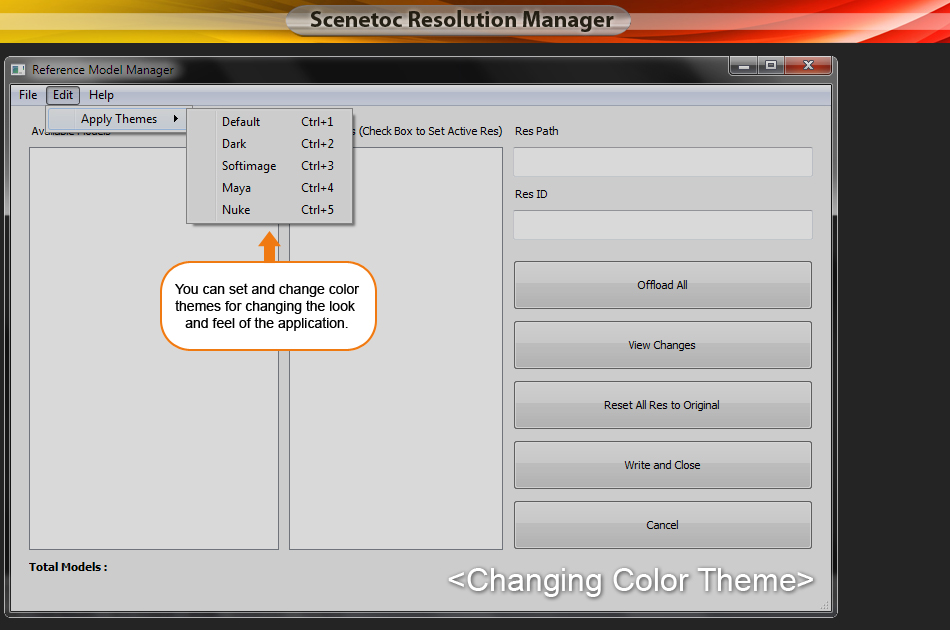 Scenetoc Resolution Manager
Reference Model Manager
File Edit Help
Apply Themes
Default Ctrl+1
Dark Ctrl+2
Softimage Ctrl+3
Maya Ctrl+4
Nuke Ctrl+5
(Check Box to Set Active Res)
Res Path
Res ID
You can set and change color
themes for changing the look
and feel of the application.
Offload All
View Changes
Reset All Res to Original
Write and Close
Cancel
Total Models :
<Changing Color Theme>